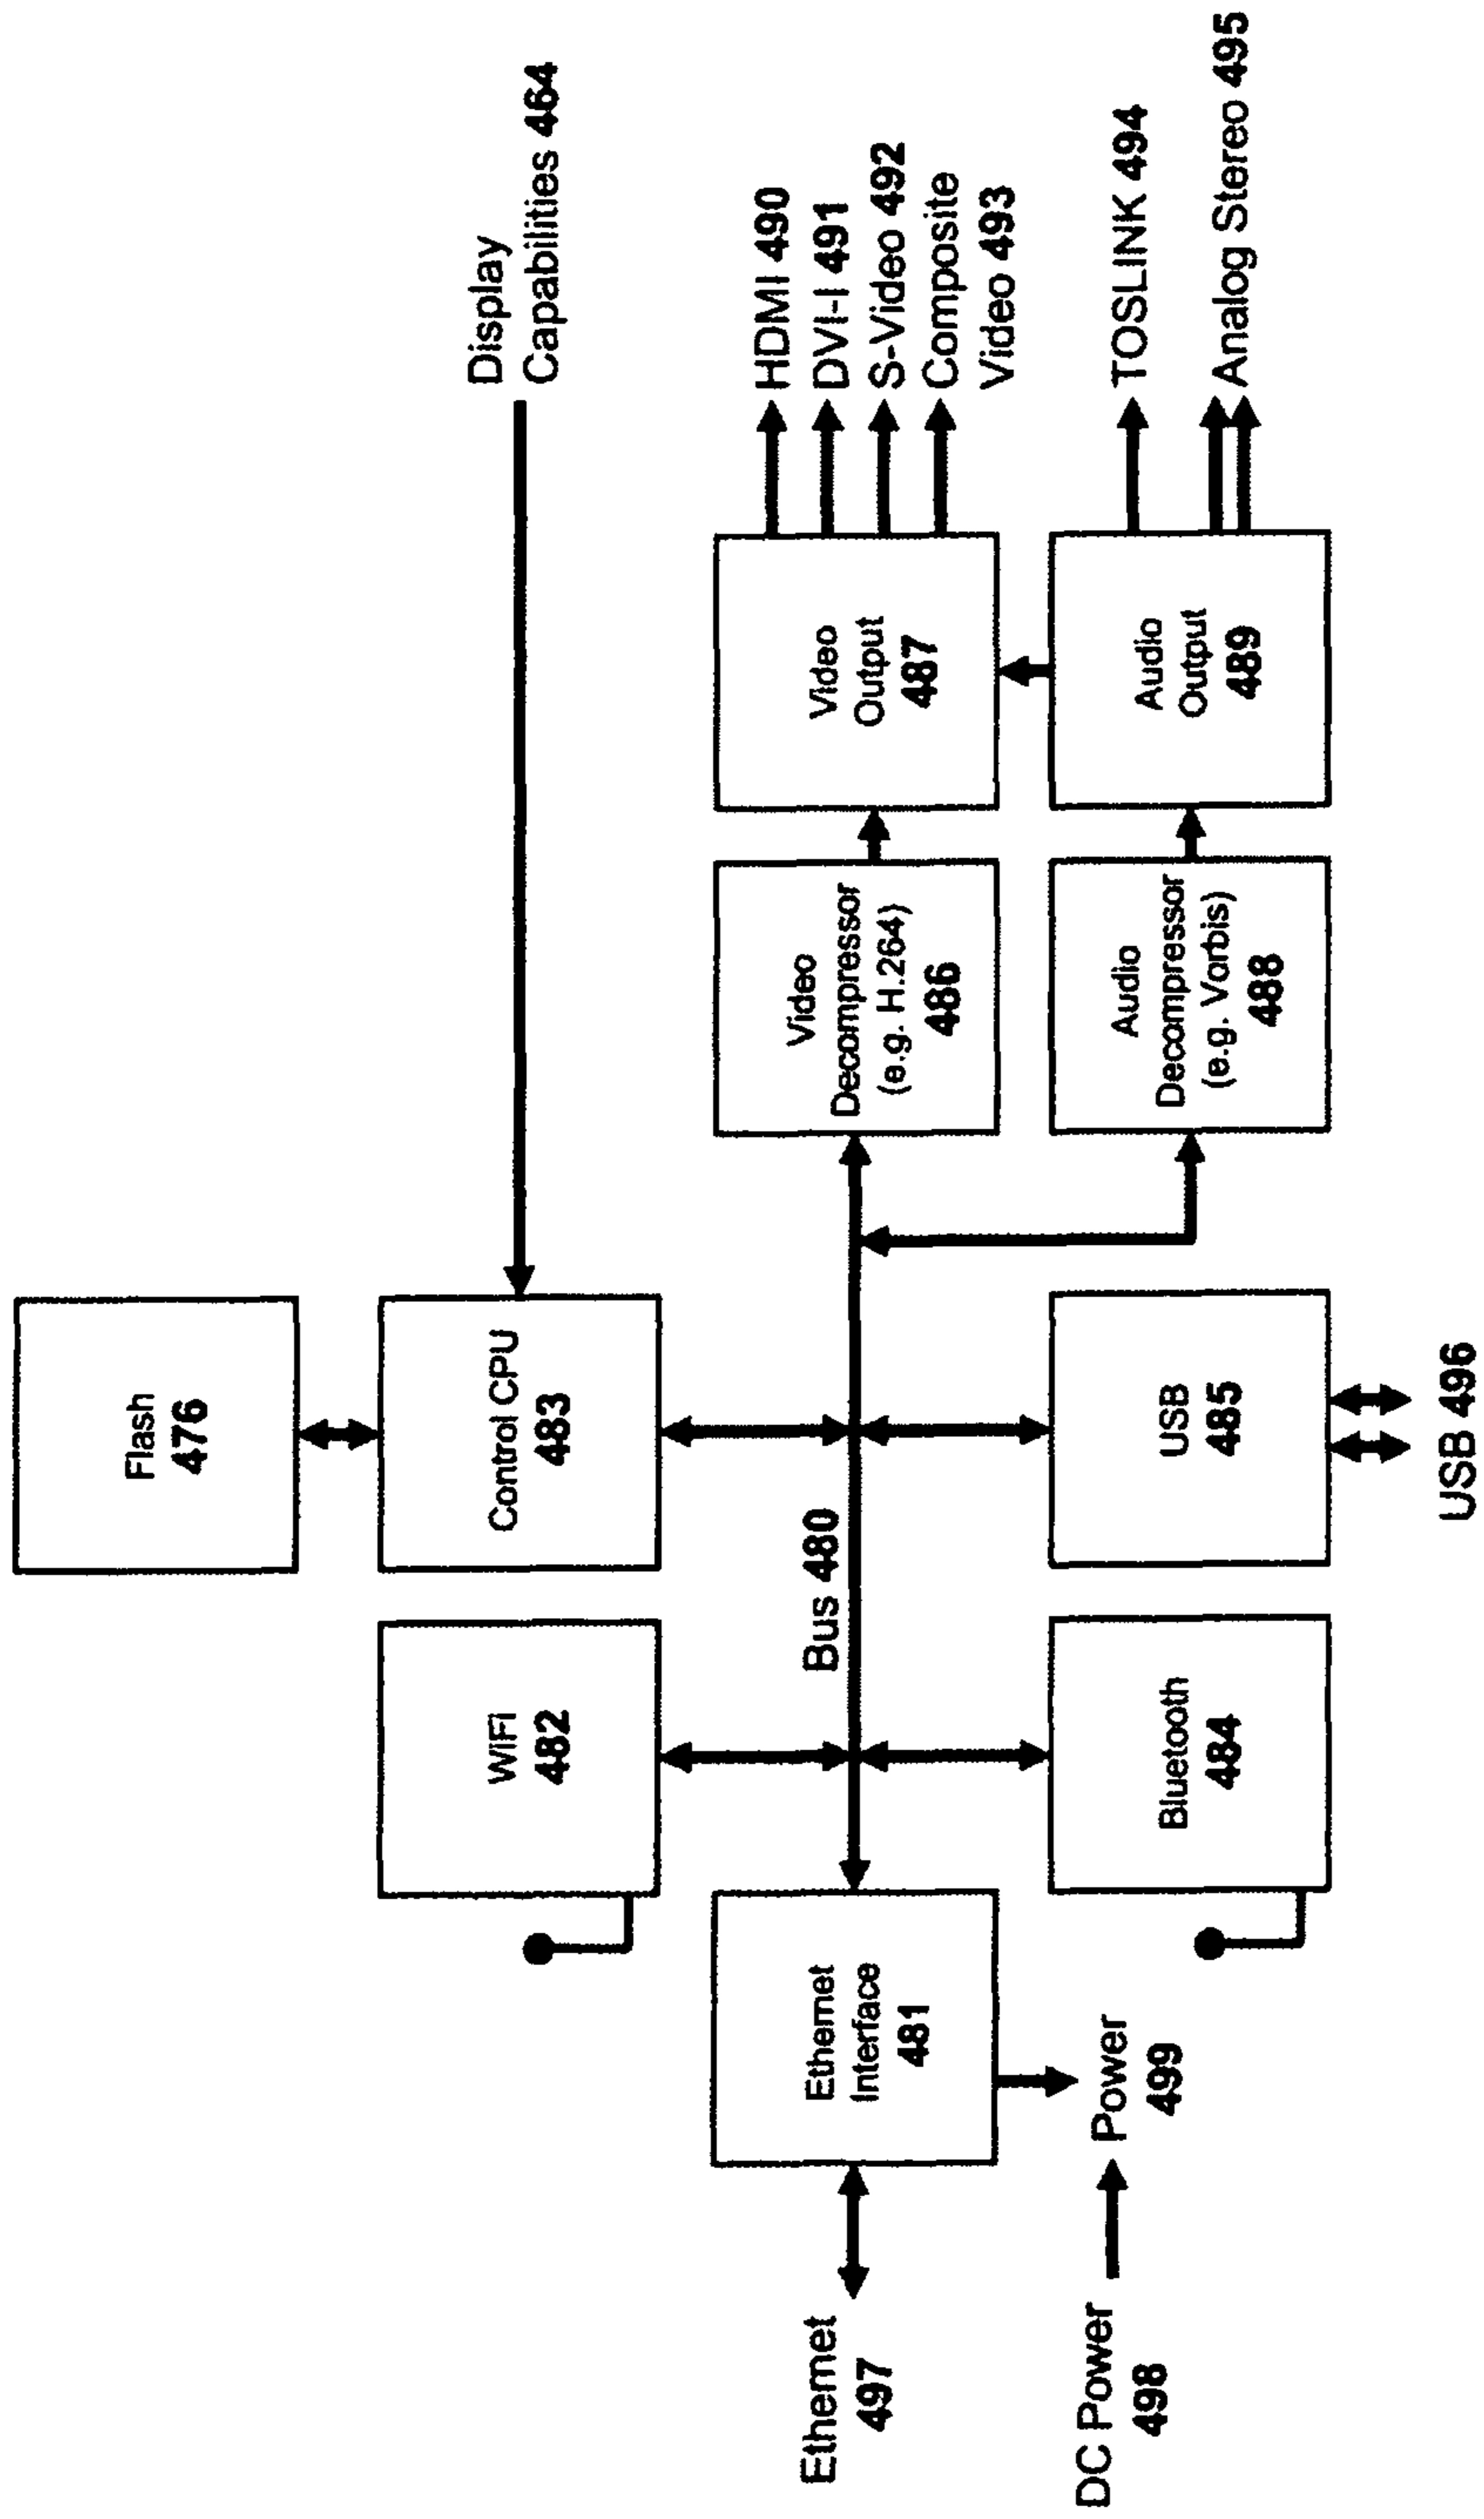 Flash
476
Display
Capabilities 464
WiFi
482
Control CPU
483
Bus 480
Ethernet
497
Ethernet
Interface
481
Video
Decompressor
(e.g. H.264)
486
Video
Output
487
HDMI 490
DVI-I 491
S-Video 492
Composite
Video 493
DC Power
498
Power
499
Bluetooth
484
USB
485
Audio
Decompressor
(e.g. Vorbis)
488
Audio
Output
489
TOSLINK 494
Analog Stereo 495
USB 496